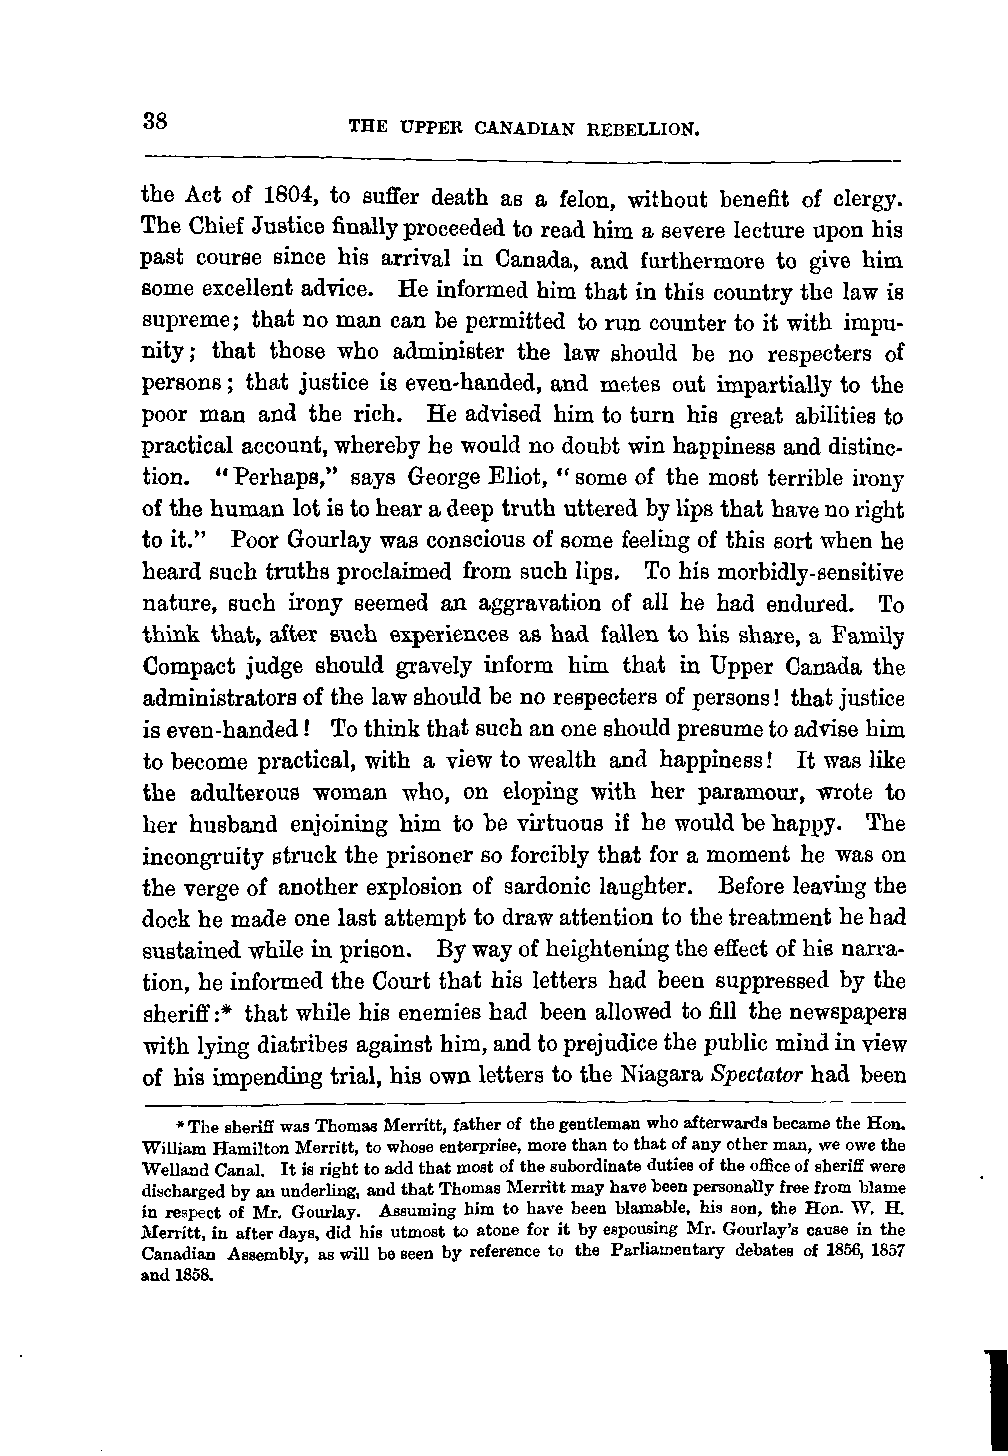 38
THE UPPER CANADIAN REBELLION.
the Act of 1804, to suffer death as a felon, without benefit of clergy.
The Chief Justice finally proceeded to read him a severe lecture upon his
past course since his arrival in Canada, and furthermore to give him
some excellent advice. He informed him that in this country the law is
supreme; that no man can be permitted to run counter to it with impu-
nity; that those who administer the law should be no respecters of
persons; that justice is even-handed, and metes out impartially to the
poor man and the rich. He advised him to turn his great abilities to
practical account, whereby he would no doubt win happiness and distinc-
tion. "Perhaps," says George Eliot, "some of the most terrible irony
of the human lot is to hear a deep truth uttered by lips that have no right
to it." Poor Gourlay was conscious of some feeling of this sort when he
heard such truths proclaimed from such lips. To his morbidly-sensitive
nature, such irony seemed an aggravation of all he had endured. To
think that, after such experiences as had fallen to his share, a Family
Compact judge should gravely inform him that in Upper Canada the
administrators of the law should be no respecters of persons! that justice
is even-handed! To think that such an one should presume to advise him
to become practical, with a view to wealth and happiness! It was like
the adulterous woman who, on eloping with her paramour, wrote to
her husband enjoining him to be virtuous if he would be happy. The
incongruity struck the prisoner so forcibly that for a moment he was on
the verge of another explosion of sardonic laughter. Before leaving the
dock he made one last attempt to draw attention to the treatment he had
sustained while in prison. By way of heightening the effect of his narra-
tion, he informed the Court that his letters had been suppressed by the
sheriff:* that while his enemies had been allowed to fill the newspapers
with lying diatribes against him, and to prejudice the public mind in view
of his impending trial, his own letters to the Niagara Spectator had been
*The sheriff was Thomas Merritt, father of the gentleman who afterwards became the Hon.
William Hamilton Merritt, to whose enterprise, more than to that of any other man, we owe the
Welland Canal. It is right to add that most of the subordinate duties of the office of sheriff were
discharged by an underling, and that Thomas Merritt may have been personally free from blame
in respect of Mr. Gourlay. Assuming him to have been blamable, his son, the Hon. W. H.
Merritt, in after days, did his utmost to atone for it by espousing Mr. Gourlay's cause in the
Canadian Assembly, as will be seen by reference to the Parliamentary debates of 1856, 1857
and 1858.